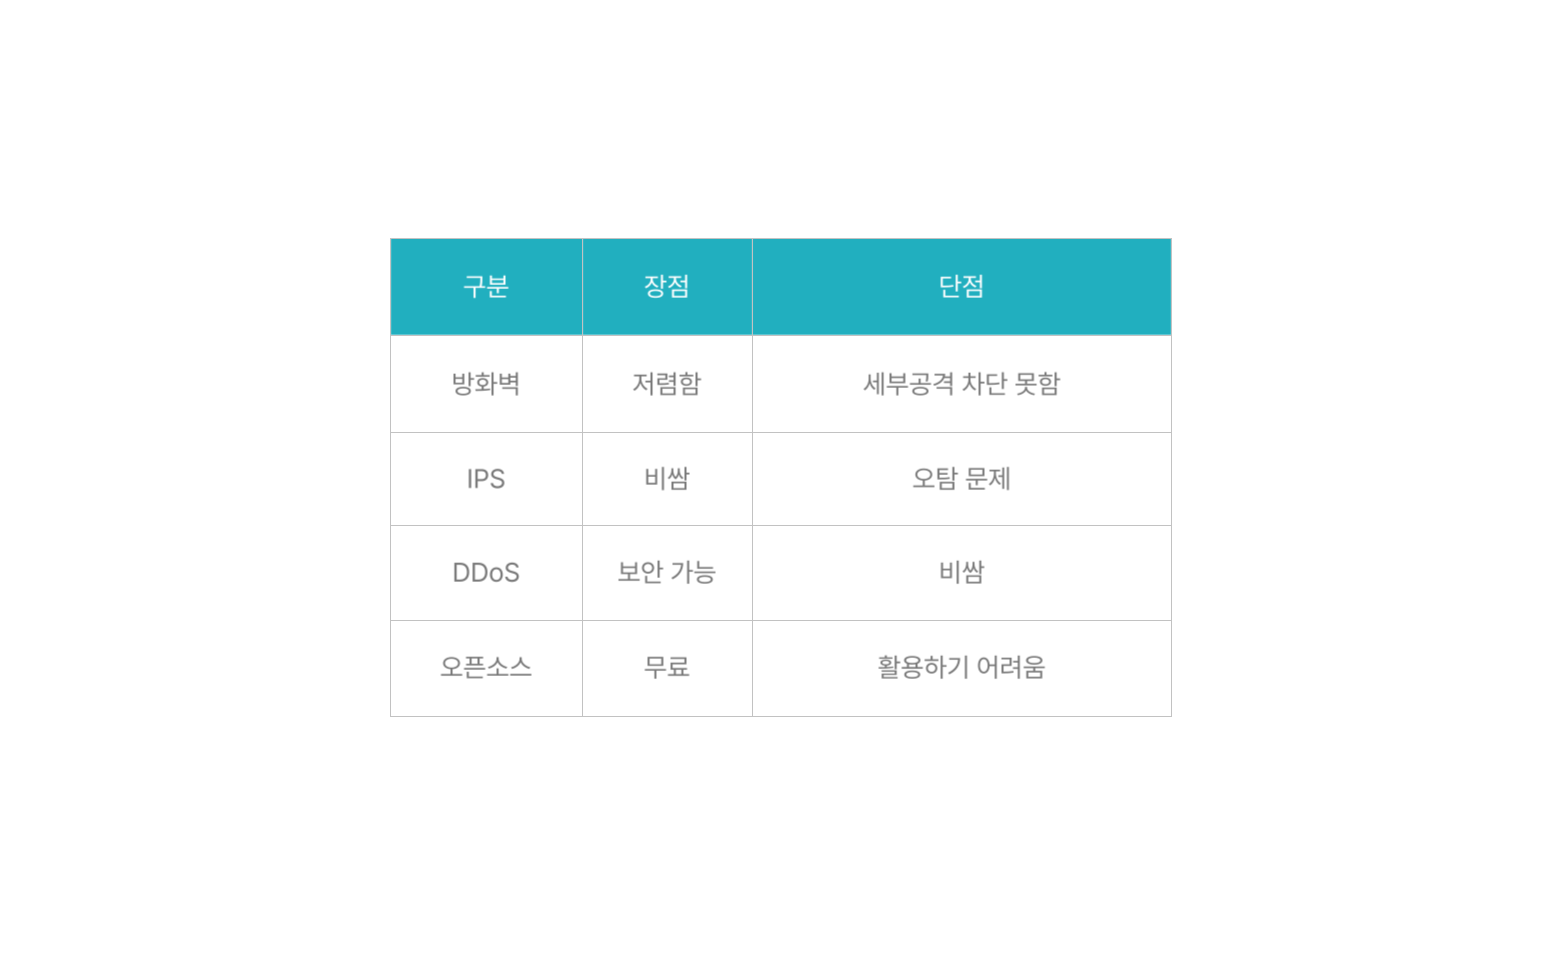 구분 장점 단점
방화벽 저렴함 세부공격 차단 못함
IPS 비쌈 오탐 문제
DDoS 보안 가능 비쌈
오픈소스 무료 활용하기 어려움